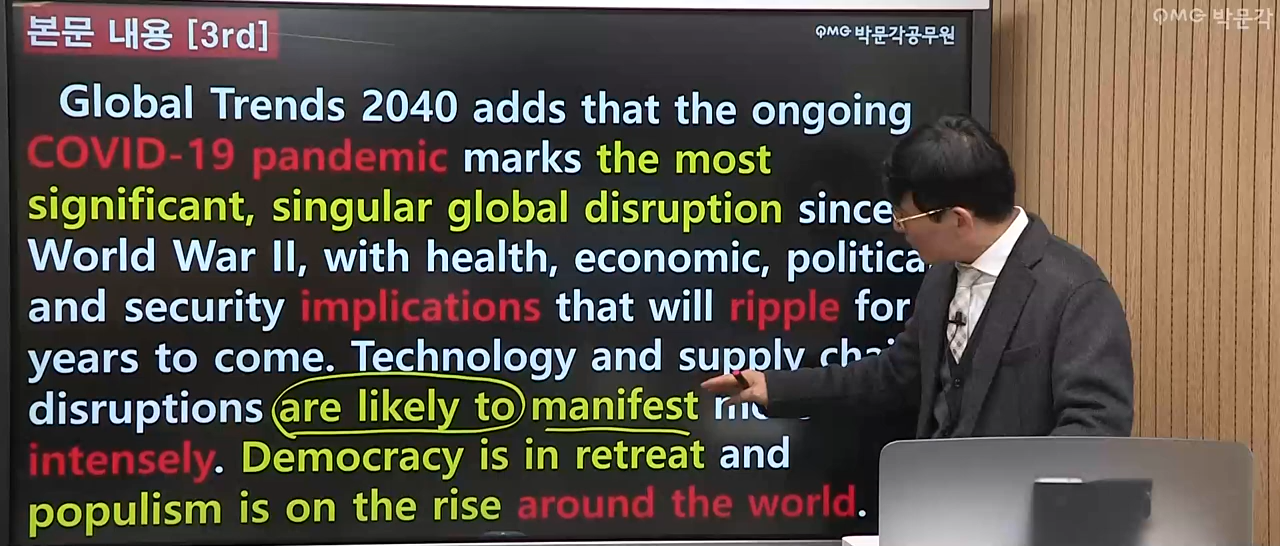 본문 내용 [3rd]
QMG 박문각공무원
QMG 박문각
Global Trends 2040 adds that the ongoing
COVID-19 pandemic marks the most
significant, singular global disruption since
World War II, with health, economic,
and security implications that will ripple for
years to come. Technology and supply
disruptions are likely to manifest
intensely. Democracy is in retreat and
populism is on the rise around the world.